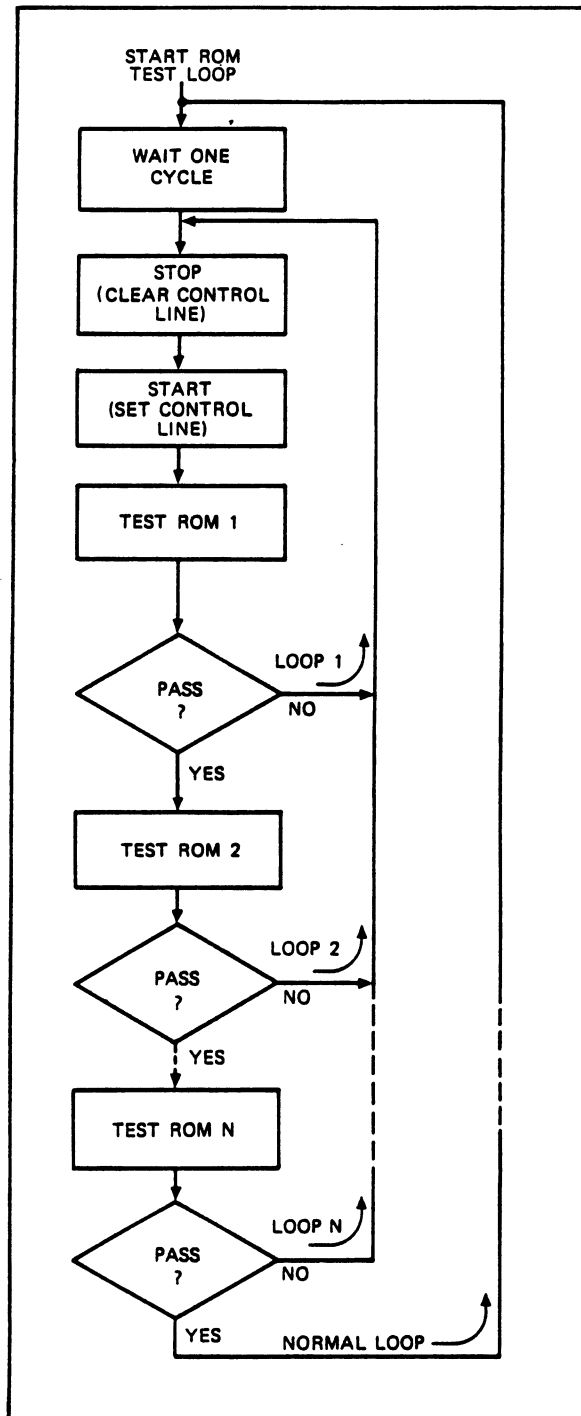 START ROM
TEST LOOP
WAIT ONE
CYCLE
STOP
(CLEAR CONTROL
LINE)
START
(SET CONTROL
LINE)
TEST ROM 1
LOOP 1
PASS
?
NO
YES
TEST ROM 2
LOOP 2
PASS
?
NO
YES
TEST ROM N
LOOP N
PASS
?
NO
YES
NORMAL LOOP